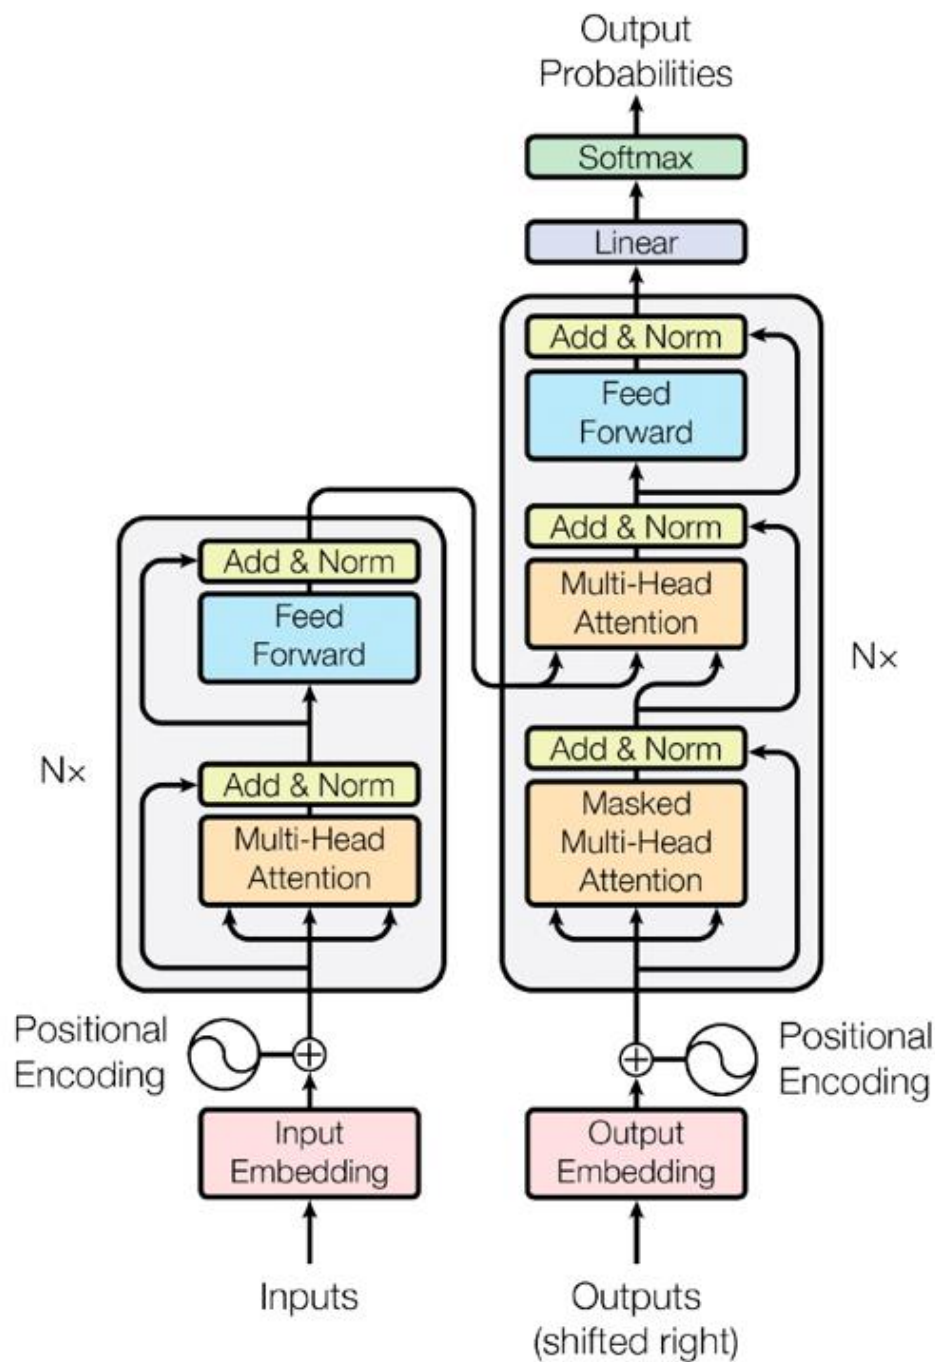 Output
Probabilities
Softmax
Linear
Add & Norm
Feed
Forward
Add & Norm
Multi-Head
Attention
Nx
Add & Norm
Masked
Multi-Head
Attention
Add & Norm
Feed
Forward
Nx
Add & Norm
Multi-Head
Attention
Positional
Encoding
Positional
Encoding
Input
Embedding
Output
Embedding
Inputs
Outputs
(shifted right)